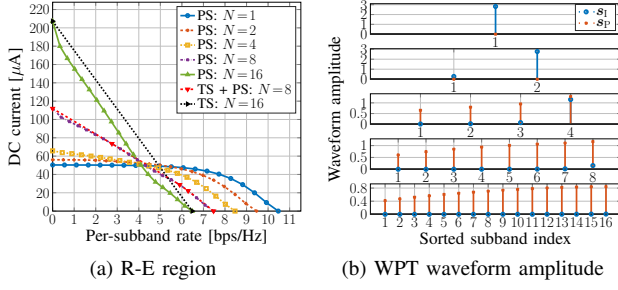 220
200
180
160
140
120
100
80
60
40
20
0
DC current [μA]
0 1 2 3 4 5 6 7 8 9 10 11
Per-subband rate [bps/Hz]
PS: N = 1
PS: N = 2
PS: N = 4
PS: N = 8
PS: N = 16
TS + PS: N = 8
TS: N = 16
(a) R-E region
Waveform amplitude
3
2
1
0
1
s_I
s_P
3
2
1
0
1 2
1
0.5
0
1 2 3 4
1
0.5
0
1 2 3 4 5 6 7 8
0.8
0.4
0
1 2 3 4 5 6 7 8 9 10 11 12 13 14 15 16
Sorted subband index
(b) WPT waveform amplitude